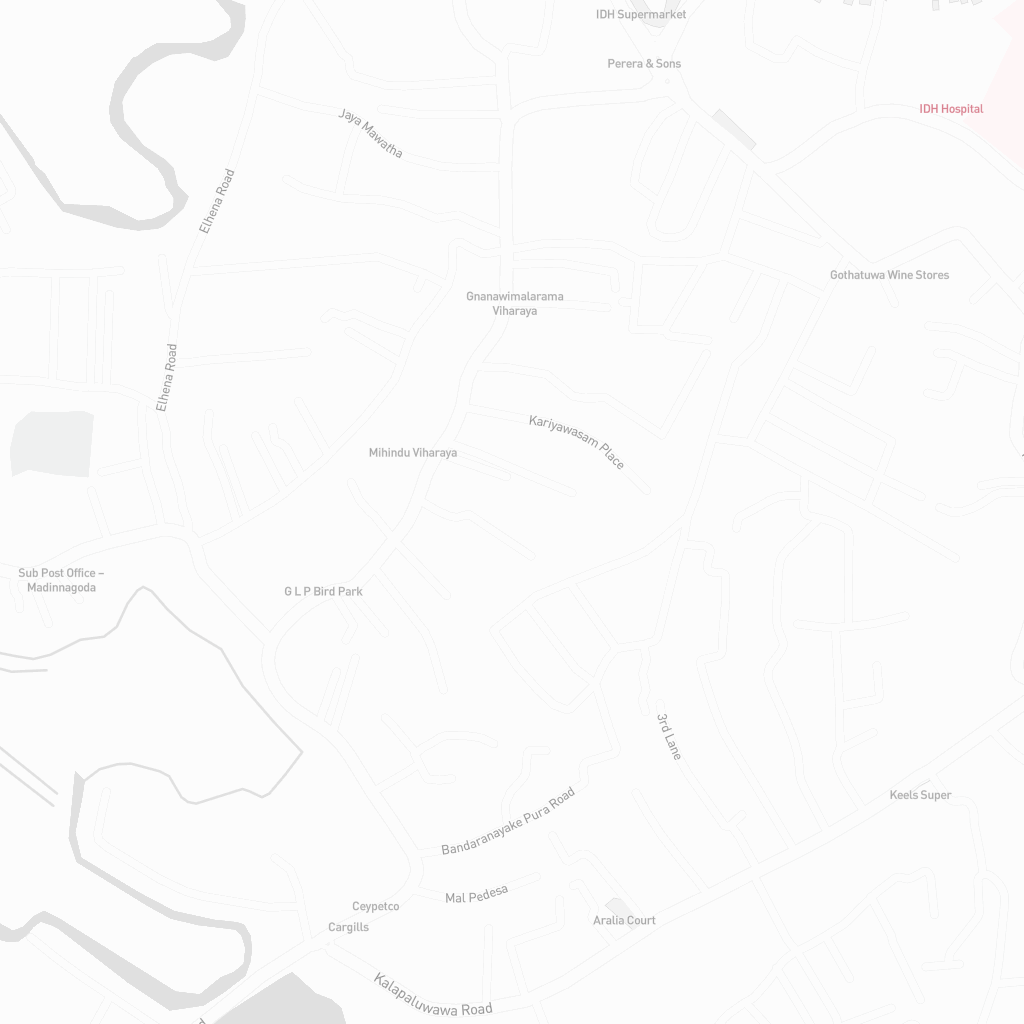 IDH Supermarket
Perera & Sons
IDH Hospital
Jaya Mawatha
Elhena Road
Gothatuwa Wine Stores
Gnanawimalarama
Viharaya
Elhena Road
Kariyawasam Place
Mihindu Viharaya
Sub Post Office –
Madinnagoda
G L P Bird Park
3rd Lane
Keels Super
Bandaranayake Pura Road
Mal Pedesa
Ceypetco
Aralia Court
Cargills
Kalapaluwawa Road